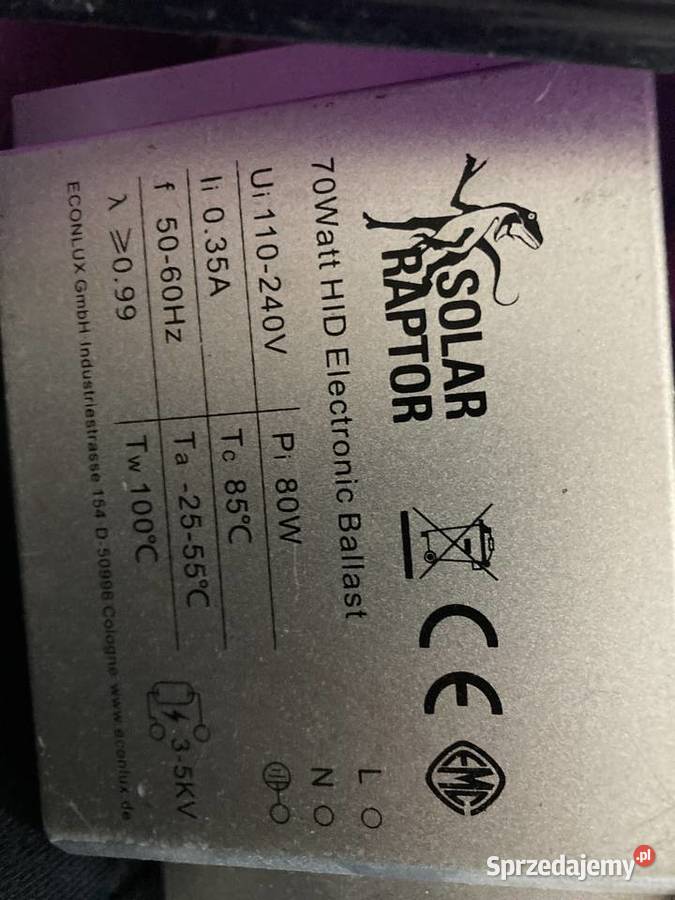 SOLAR
RAPTOR
CE
EMC
70Watt HID Electronic Ballast
Ui 110-240V
Pi 80W
Ii 0.35A
Tc 85℃
f 50-60Hz
Ta -25-55℃
λ ≥0.99
Tw 100℃
L
N
3-5KV
ECONLUX GmbH Industriestrasse 154 D-50996 Cologne www.econlux.de
Sprzedajemy.pl